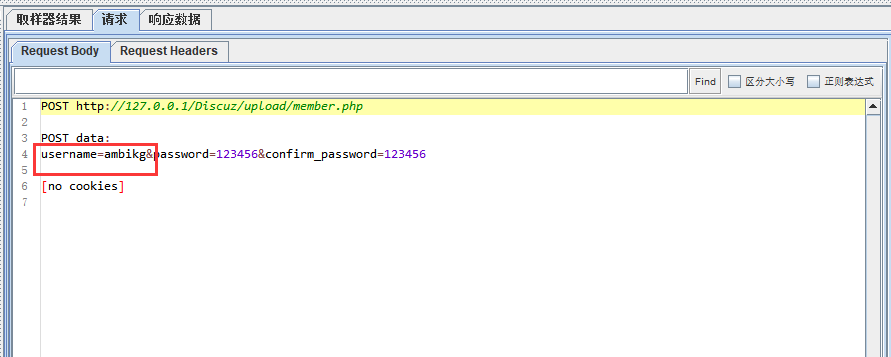 取样器结果 请求 响应数据
Request Body Request Headers
Find 区分大小写 正则表达式
1 POST http://127.0.0.1/Discuz/upload/member.php
2
3 POST data:
4 username=ambikg&password=123456&confirm_password=123456
5
6 [no cookies]
7